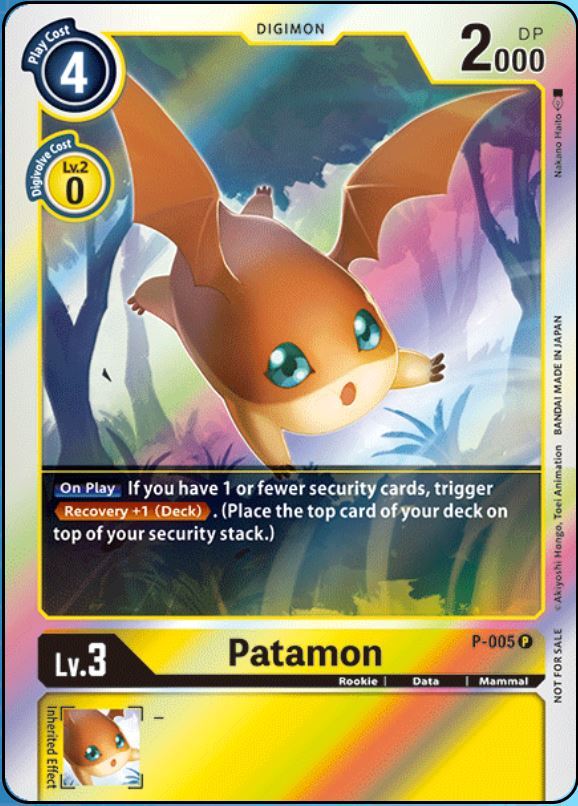 Play Cost
4
DIGIMON
DP
2000
Digivolve Cost
Lv.2
0
Nakano Haito
On Play If you have 1 or fewer security cards, trigger
Recovery +1 (Deck). (Place the top card of your deck on
top of your security stack.)
© Akiyoshi Hongo, Toei Animation BANDAI MADE IN JAPAN
NOT FOR SALE
Lv.3
Patamon
P-005 P
Rookie | Data | Mammal
Inherited Effect
–